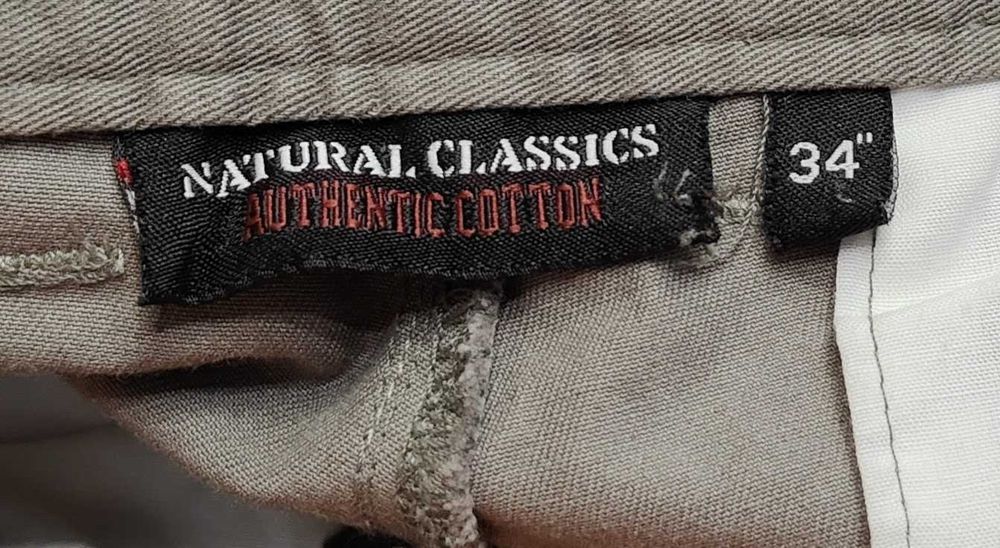 NATURAL CLASSICS
AUTHENTIC COTTON
34"